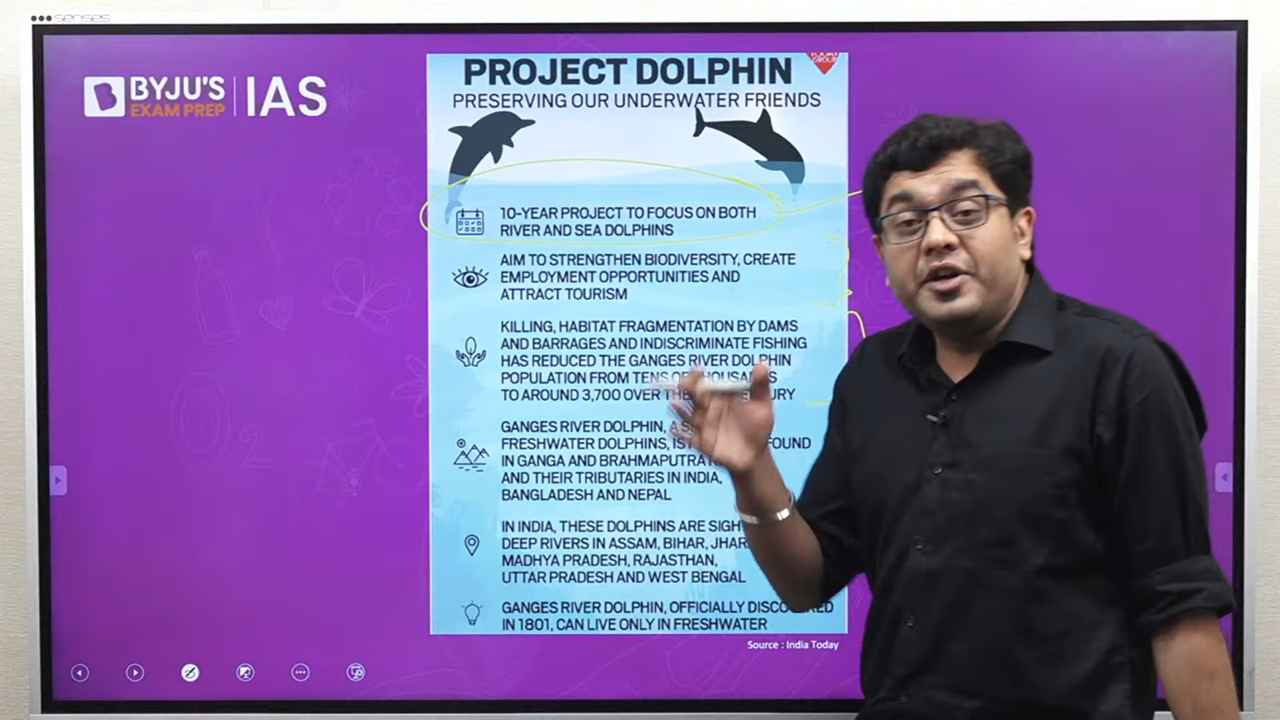 senses
BYJU'S
EXAM PREP
IAS
PROJECT DOLPHIN
PRESERVING OUR UNDERWATER FRIENDS
10-YEAR PROJECT TO FOCUS ON BOTH
RIVER AND SEA DOLPHINS
AIM TO STRENGTHEN BIODIVERSITY, CREATE
EMPLOYMENT OPPORTUNITIES AND
ATTRACT TOURISM
KILLING, HABITAT FRAGMENTATION BY DAMS
AND BARRAGES AND INDISCRIMINATE FISHING
HAS REDUCED THE GANGES RIVER DOLPHIN
POPULATION FROM TENS OF THOUSANDS
TO AROUND 3,700 OVER
GANGES RIVER DOLPHIN, A
FRESHWATER DOLPHINS, FOUND
IN GANGA AND BRAHMAPUTRA
AND THEIR TRIBUTARIES IN INDIA,
BANGLADESH AND NEPAL
IN INDIA, THESE DOLPHINS ARE
DEEP RIVERS IN ASSAM, BIHAR,
MADHYA PRADESH, RAJASTHAN,
UTTAR PRADESH AND WEST BENGAL
GANGES RIVER DOLPHIN, OFFICIALLY DISCOVERED
IN 1801, CAN LIVE ONLY IN FRESHWATER
Source : India Today